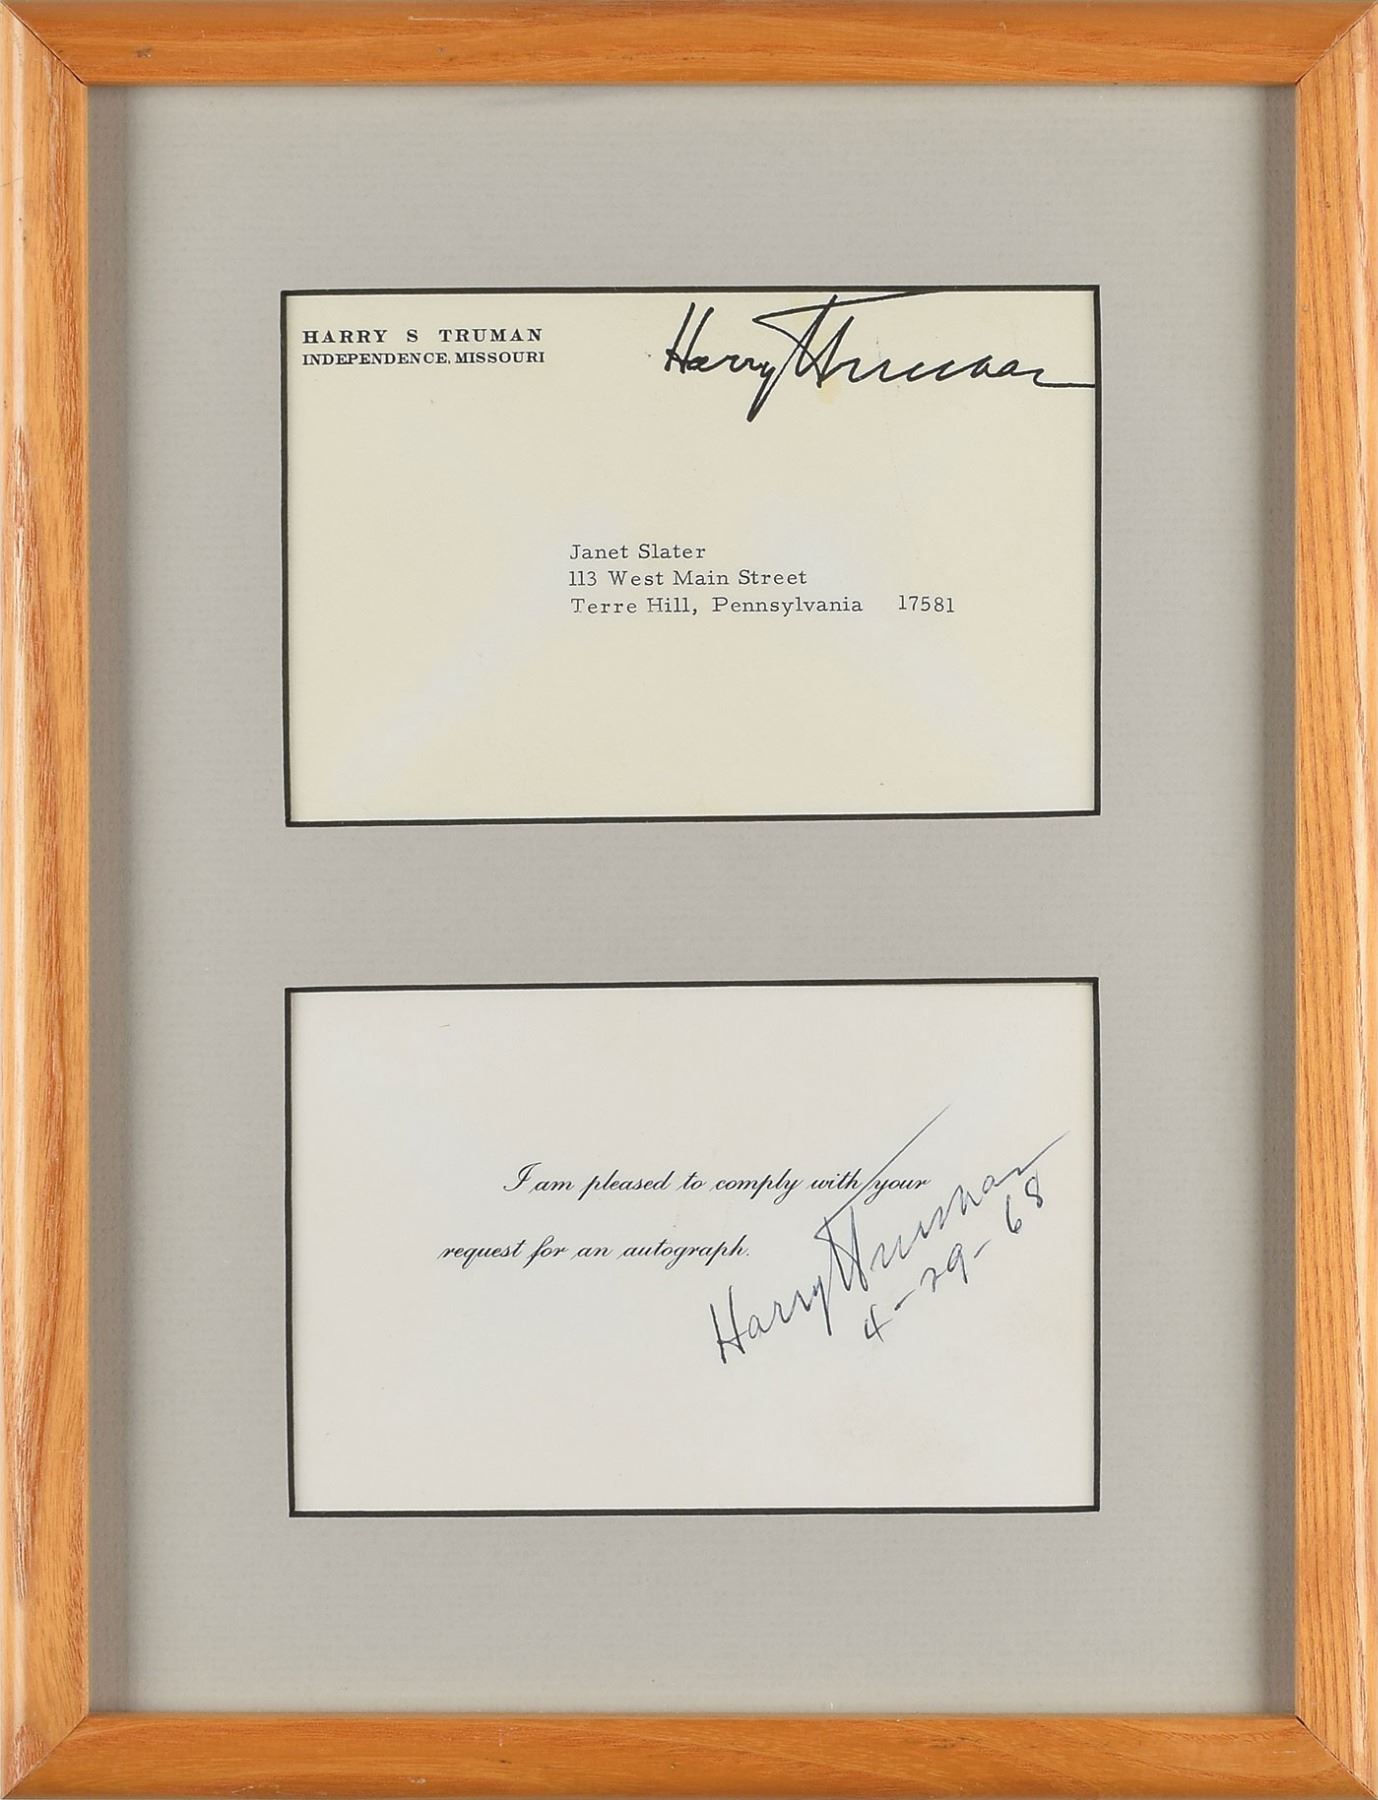 HARRY S TRUMAN
INDEPENDENCE, MISSOURI
Harry S Truman
Janet Slater
113 West Main Street
Terre Hill, Pennsylvania 17581
I am pleased to comply with your
request for an autograph.
Harry S Truman
4-29-68